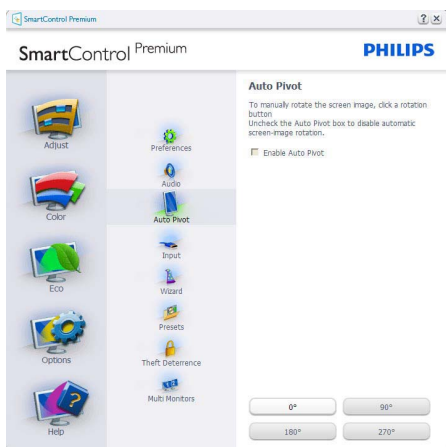 SmartControl Premium
SmartControl Premium
PHILIPS
Adjust
Color
Eco
Options
Help
Preferences
Audio
Auto Pivot
Input
Wizard
Presets
Theft Deterrence
Multi Monitors
Auto Pivot
To manually rotate the screen image, click a rotation
button
Uncheck the Auto Pivot box to disable automatic
screen-image rotation.
Enable Auto Pivot
0° 90°
180° 270°